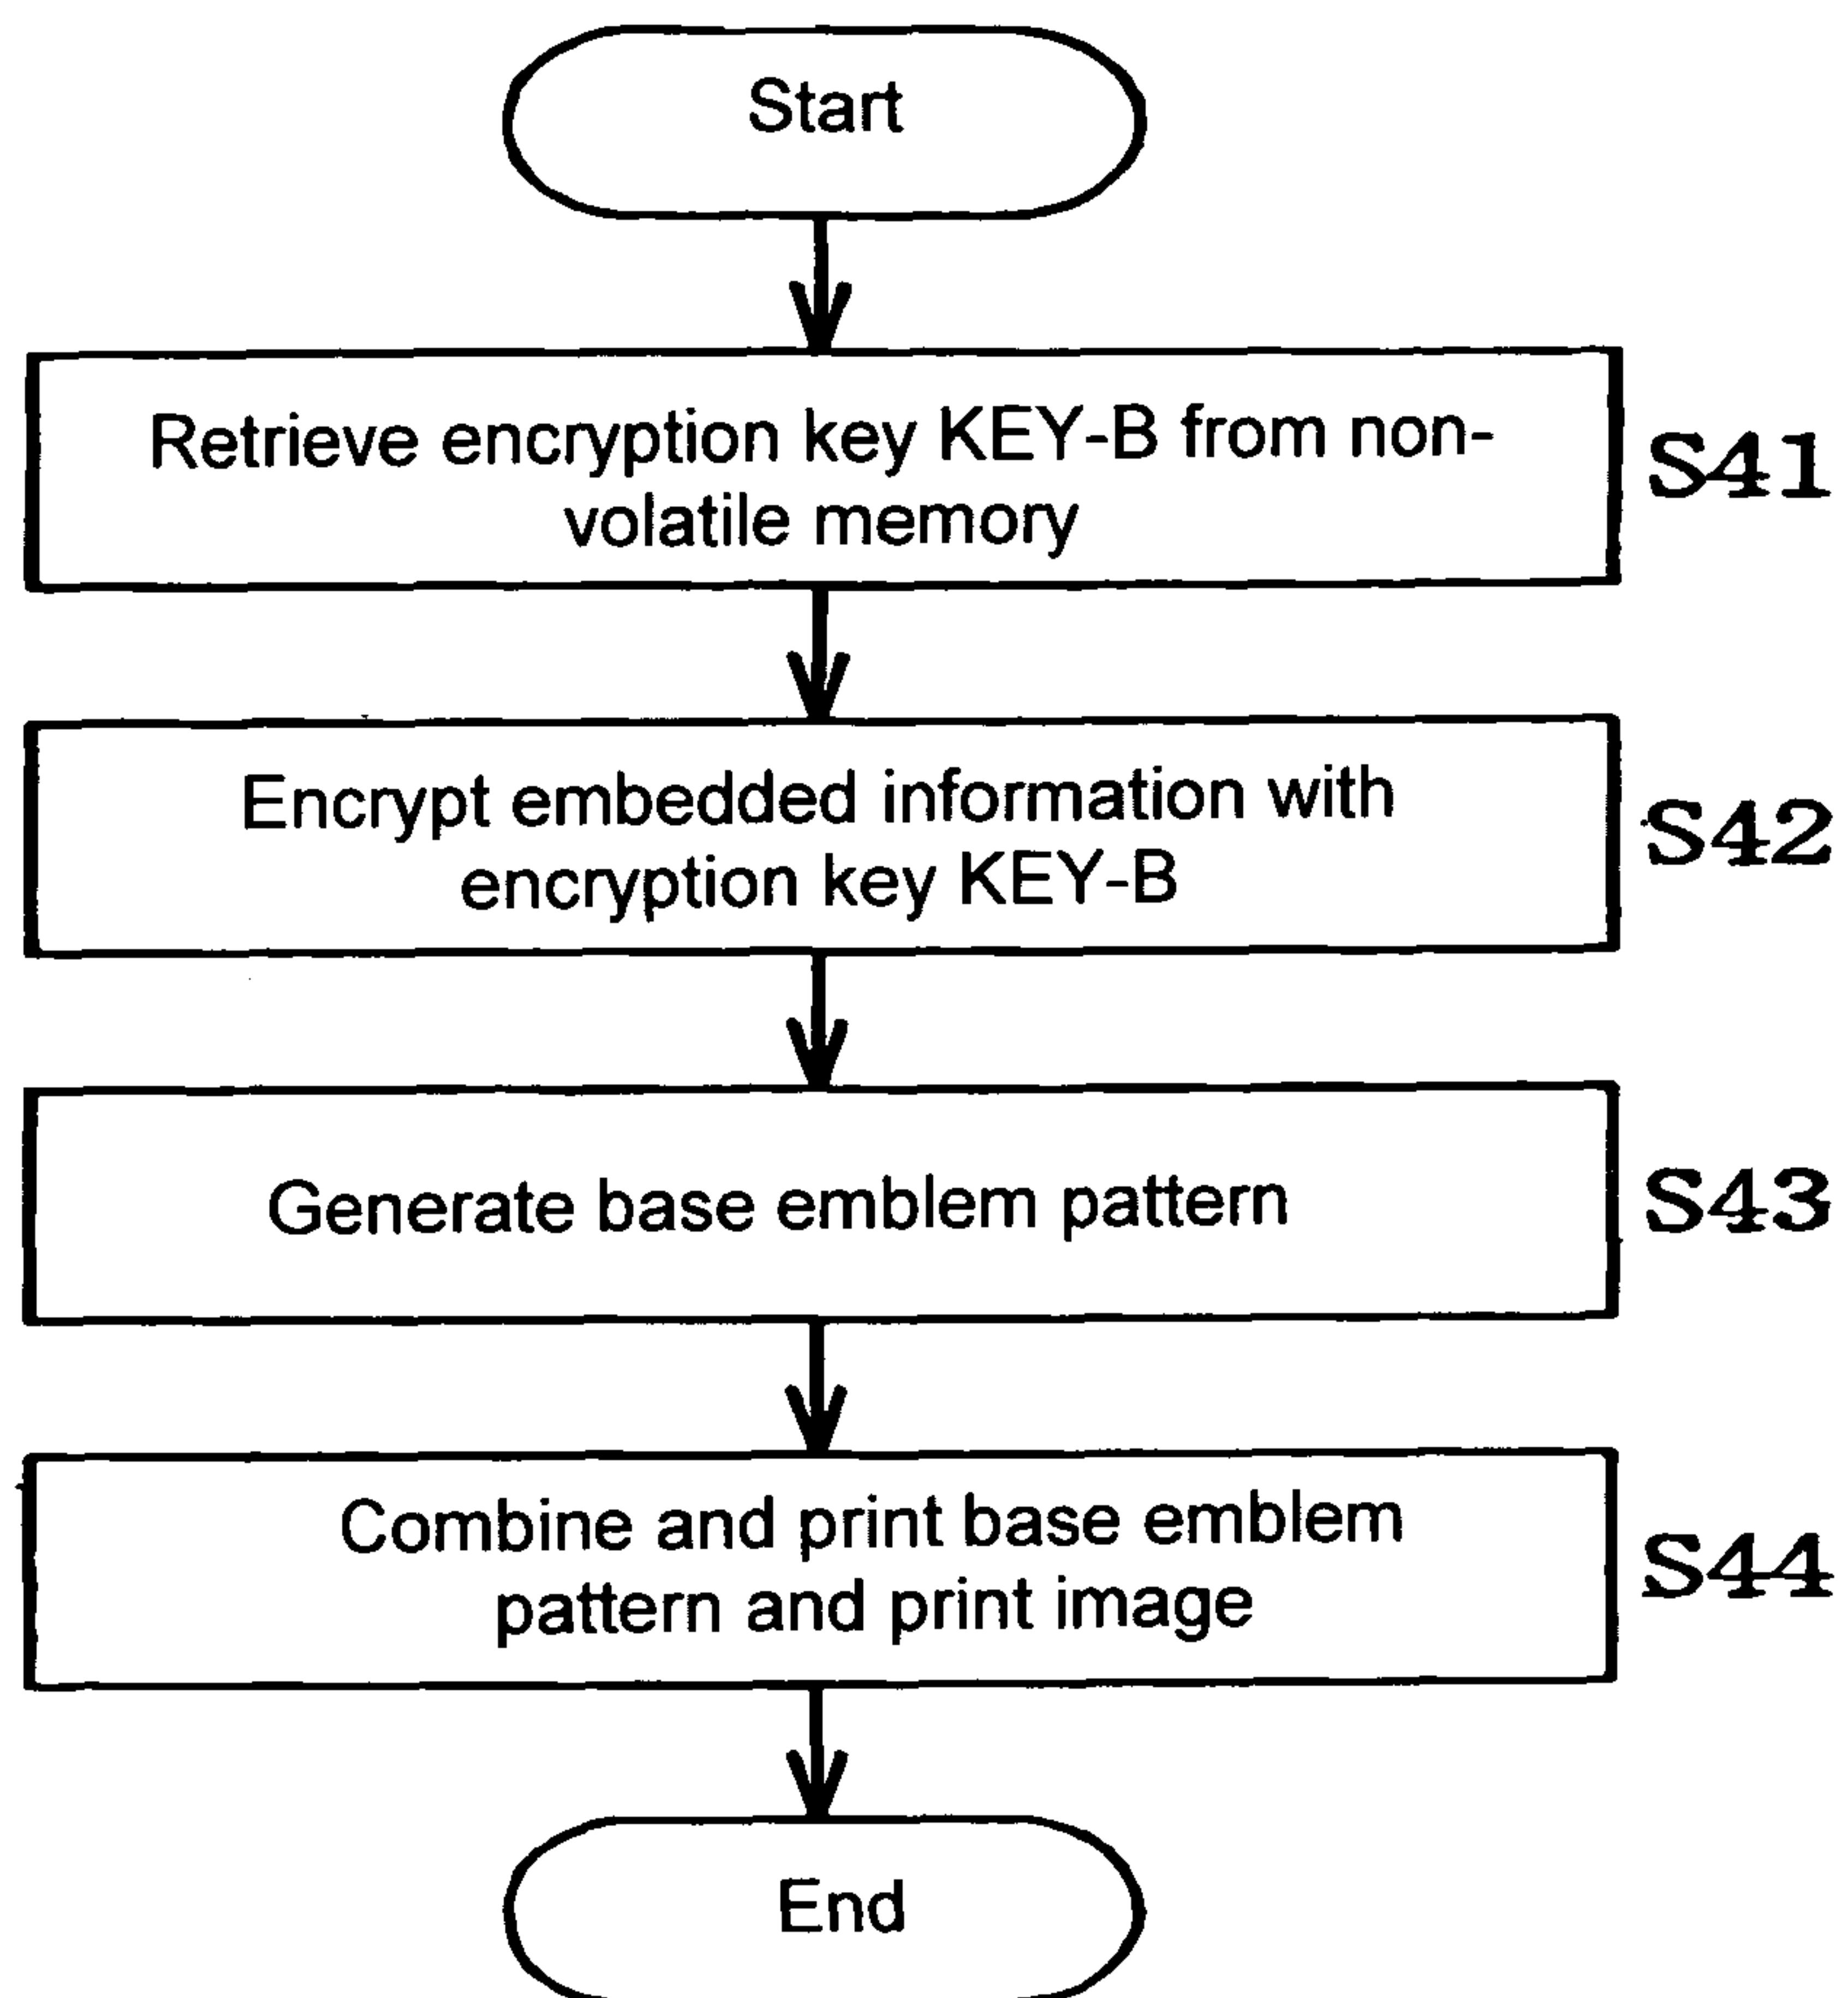 Start
Retrieve encryption key KEY-B from non-
volatile memory
S41
Encrypt embedded information with
encryption key KEY-B
S42
Generate base emblem pattern
S43
Combine and print base emblem
pattern and print image
S44
End